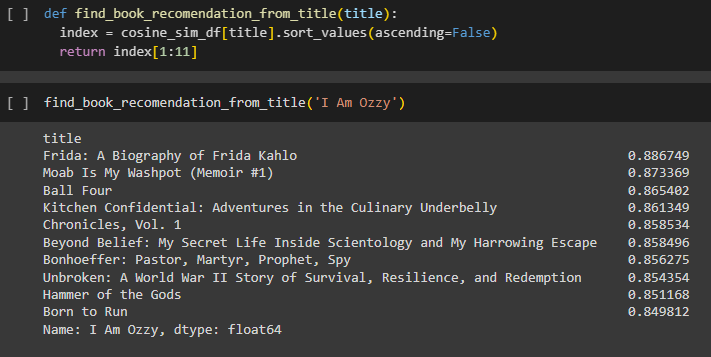 [ ] def find_book_recomendation_from_title(title):
index = cosine_sim_df[title].sort_values(ascending=False)
return index[1:11]
[ ] find_book_recomendation_from_title('I Am Ozzy')
title
Frida: A Biography of Frida Kahlo 0.886749
Moab Is My Washpot (Memoir #1) 0.873369
Ball Four 0.865402
Kitchen Confidential: Adventures in the Culinary Underbelly 0.861349
Chronicles, Vol. 1 0.858534
Beyond Belief: My Secret Life Inside Scientology and My Harrowing Escape 0.858496
Bonhoeffer: Pastor, Martyr, Prophet, Spy 0.856275
Unbroken: A World War II Story of Survival, Resilience, and Redemption 0.854354
Hammer of the Gods 0.851168
Born to Run 0.849812
Name: I Am Ozzy, dtype: float64